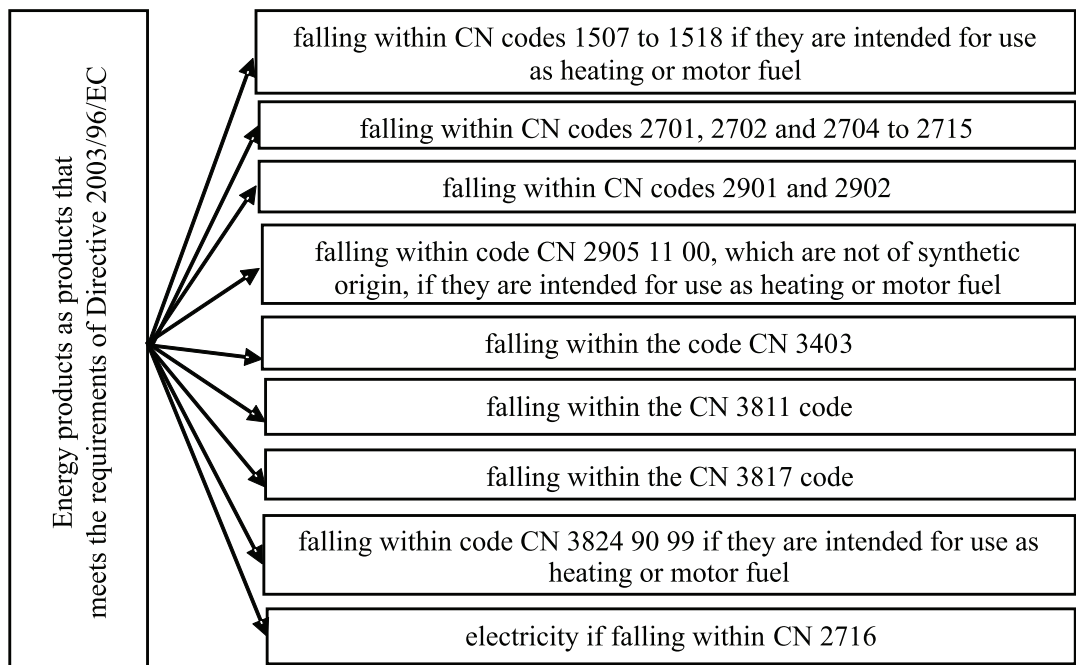 Energy products as products that
meets the requirements of Directive 2003/96/EC
falling within CN codes 1507 to 1518 if they are intended for use
as heating or motor fuel
falling within CN codes 2701, 2702 and 2704 to 2715
falling within CN codes 2901 and 2902
falling within code CN 2905 11 00, which are not of synthetic
origin, if they are intended for use as heating or motor fuel
falling within the code CN 3403
falling within the CN 3811 code
falling within the CN 3817 code
falling within code CN 3824 90 99 if they are intended for use as
heating or motor fuel
electricity if falling within CN 2716